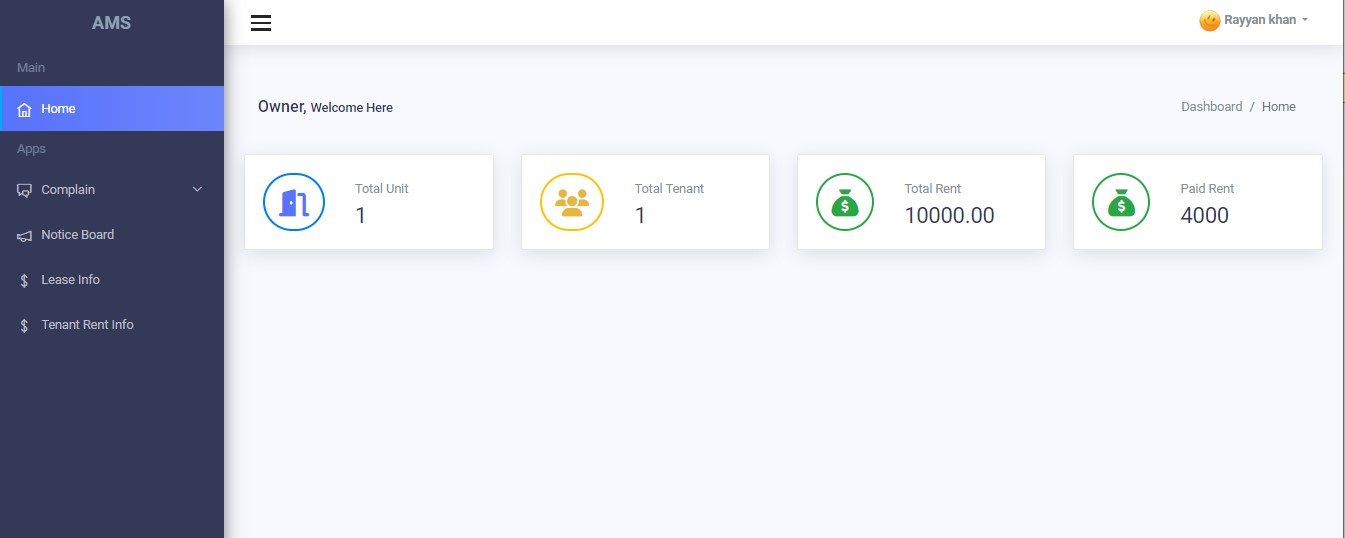 AMS
Rayyan khan
Main
Home
Apps
Complain
Notice Board
Lease Info
Tenant Rent Info
Owner, Welcome Here
Dashboard / Home
Total Unit
1
Total Tenant
1
Total Rent
10000.00
Paid Rent
4000